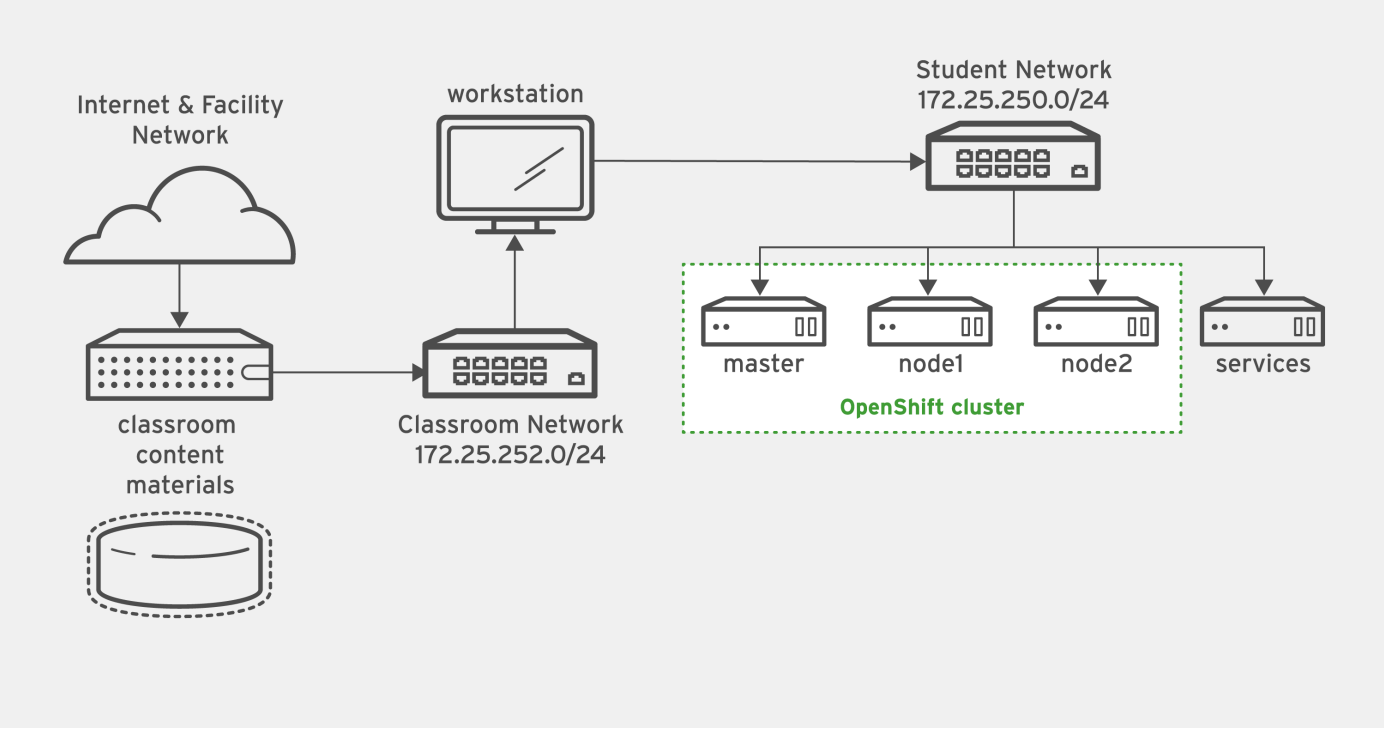 Internet & Facility
Network
workstation
Student Network
172.25.250.0/24
classroom
content
materials
Classroom Network
172.25.252.0/24
master
node1
node2
services
OpenShift cluster